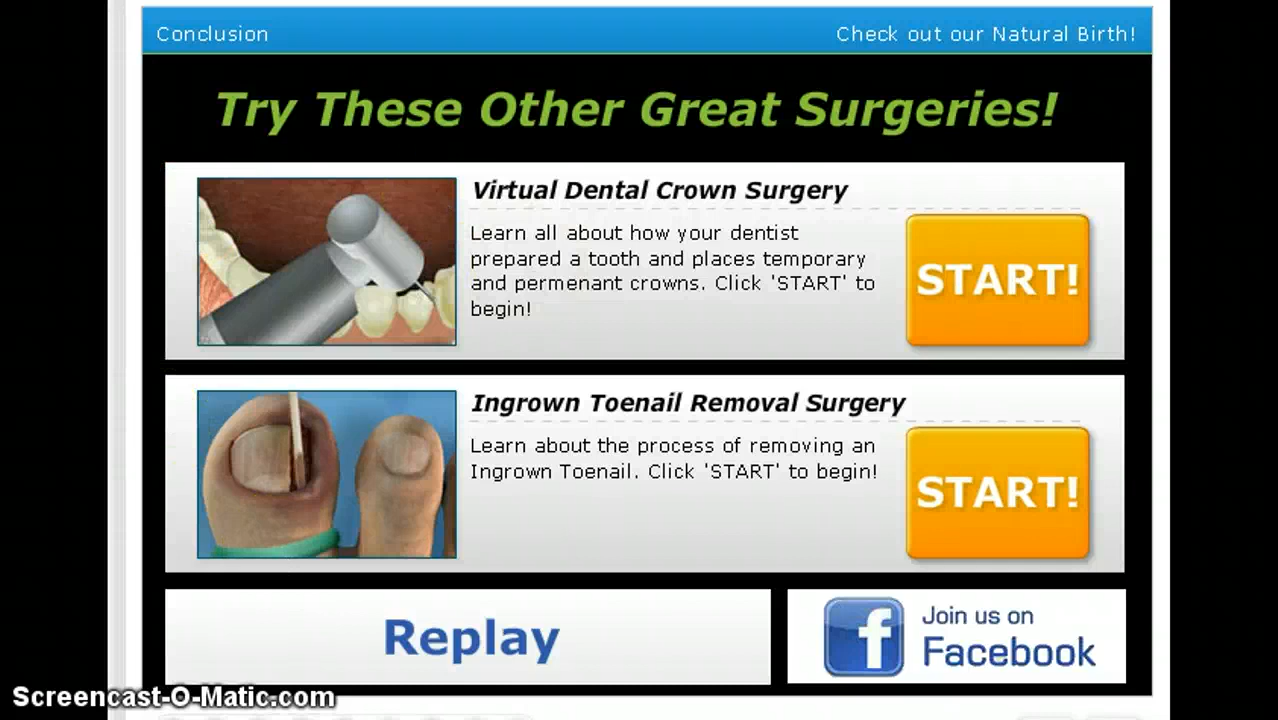 Conclusion
Check out our Natural Birth!
Try These Other Great Surgeries!
Virtual Dental Crown Surgery
Learn all about how your dentist
prepared a tooth and places temporary
and permenant crowns. Click 'START' to
begin!
START!
Ingrown Toenail Removal Surgery
Learn about the process of removing an
Ingrown Toenail. Click 'START' to begin!
START!
Replay
Join us on
Facebook
Screencast-O-Matic.com